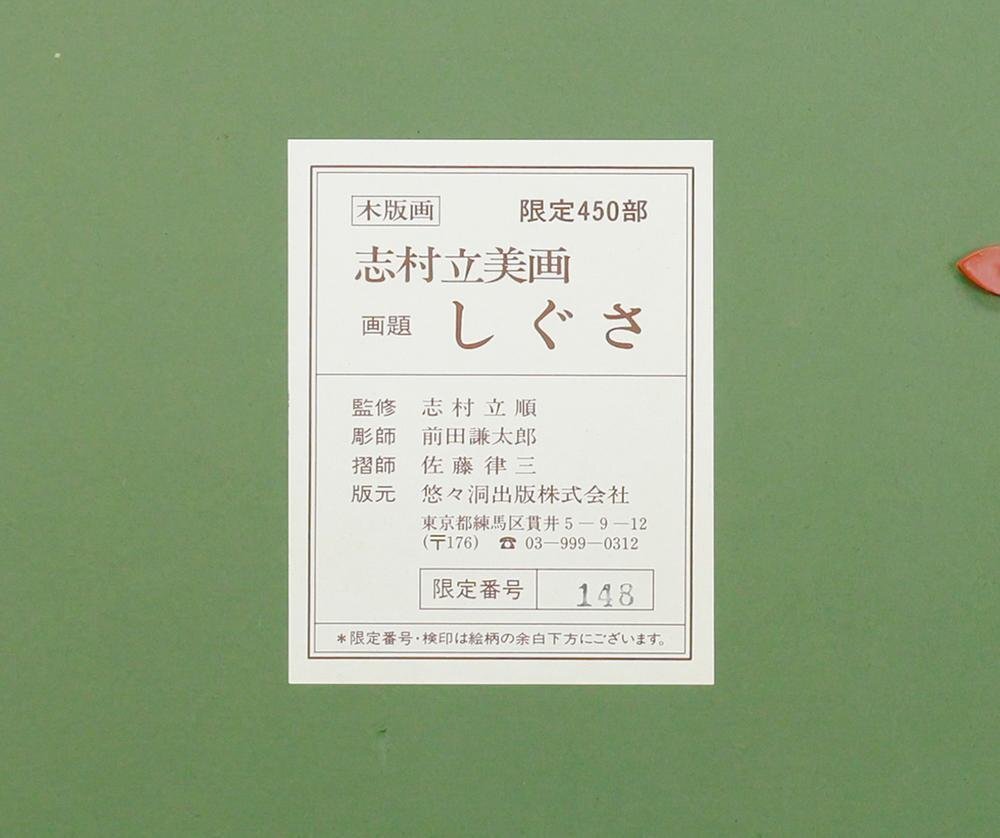 木版画 限定450部
志村立美画
画題 しぐさ
監修 志村立順
彫師 前田謙太郎
摺師 佐藤律三
版元 悠々洞出版株式会社
東京都練馬区貫井5−9−12
(〒176) ☎ 03−999−0312
限定番号 148
*限定番号・検印は絵柄の余白下方にございます。